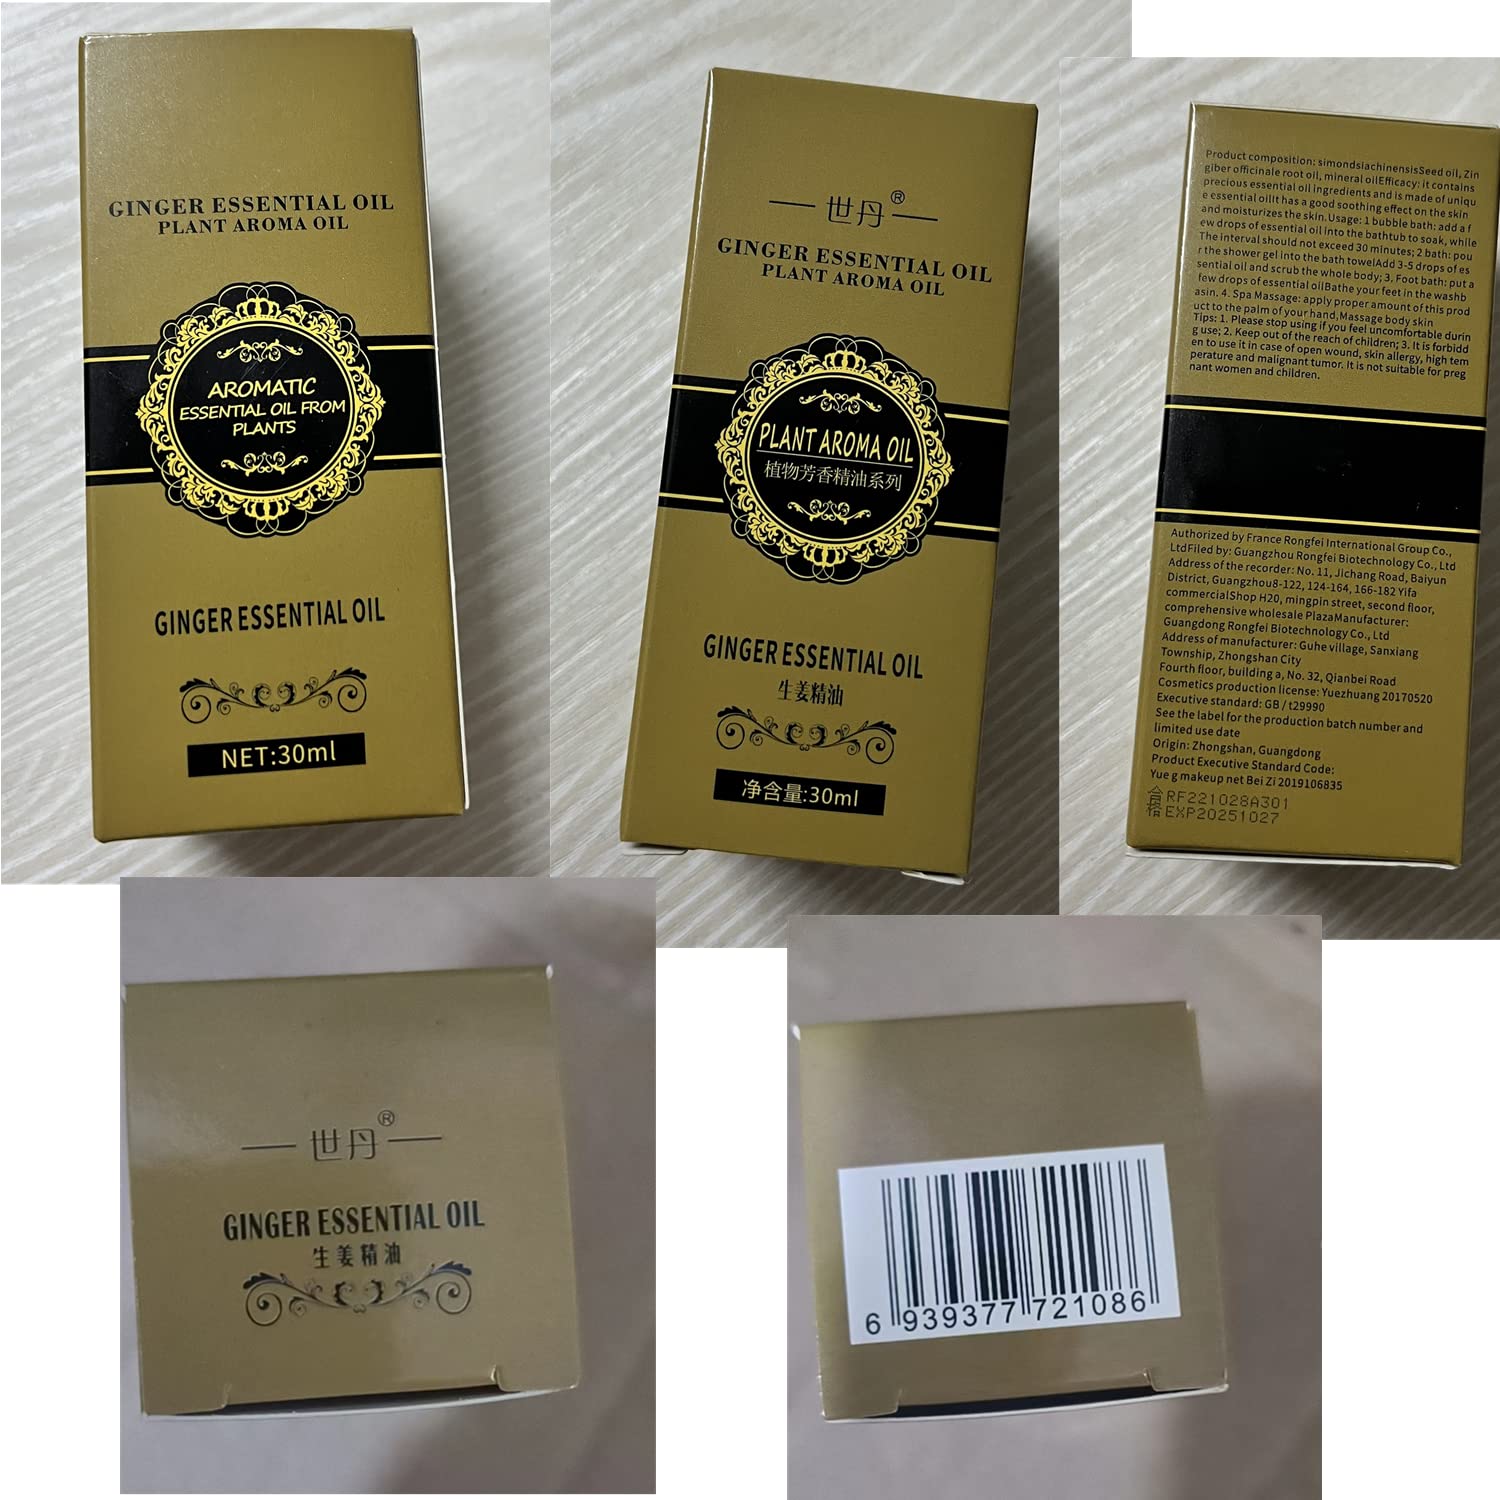 GINGER ESSENTIAL OIL
PLANT AROMA OIL
AROMATIC
ESSENTIAL OIL FROM
PLANTS
GINGER ESSENTIAL OIL
NET:30ml
世丹®
GINGER ESSENTIAL OIL
PLANT AROMA OIL
PLANT AROMA OIL
植物芳香精油系列
GINGER ESSENTIAL OIL
生姜精油
净含量:30ml
Product composition: simondsiachinensisSeed oil, Zin
giber officinale root oil, mineral oilEfficacy: it contains
precious essential oil ingredients and is made of uniqu
e essential oilIt has a good soothing effect on the skin
and moisturizes the skin. Usage: 1 bubble bath: add a f
ew drops of essential oil into the bathtub to soak, while
The interval should not exceed 30 minutes; 2 bath: pou
r the shower gel into the bath towelAdd 3-5 drops of es
sential oil and scrub the whole body; 3. Foot bath: put a
few drops of essential oilBathe your feet in the washb
asin. 4. Spa Massage: apply proper amount of this prod
uct to the palm of your hand,Massage body skin
Tips: 1. Please stop using if you feel uncomfortable durin
g use; 2. Keep out of the reach of children; 3. It is forbidd
en to use it in case of open wound, skin allergy, high tem
perature and malignant tumor. It is not suitable for preg
nant women and children.
Authorized by France Rongfei International Group Co.,
LtdFiled by: Guangzhou Rongfei Biotechnology Co., Ltd
Address of the recorder: No. 11, Jichang Road, Baiyun
District, Guangzhou8-122, 124-164, 166-182 Yifa
commercialShop H20, mingpin street, second floor,
comprehensive wholesale PlazaManufacturer:
Guangdong Rongfei Biotechnology Co., Ltd
Address of manufacturer: Guhe village, Sanxiang
Township, Zhongshan City
Fourth floor, building a, No. 32, Qianbei Road
Cosmetics production license: Yuezhuang 20170520
Executive standard: GB / t29990
See the label for the production batch number and
limited use date
Origin: Zhongshan, Guangdong
Product Executive Standard Code:
Yue g makeup net Bei Zi 2019106835
合格 RF221028A301
EXP20251027
世丹®
GINGER ESSENTIAL OIL
生姜精油
6 939377 721086